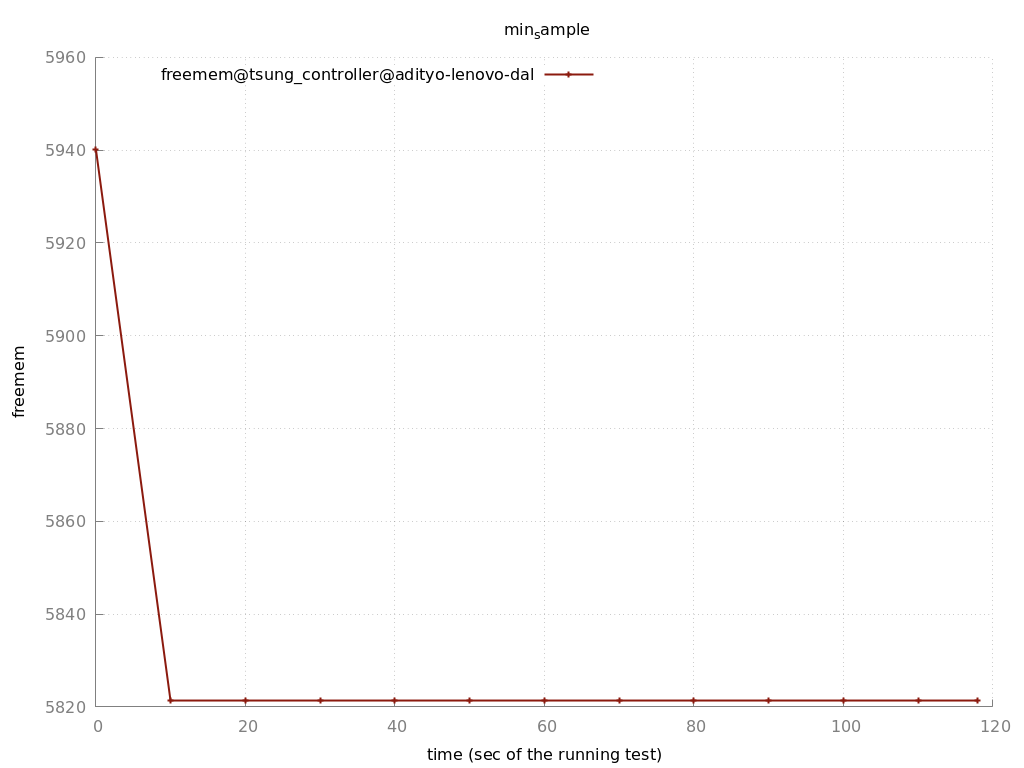 min_sample
5960
freemem@tsung_controller@adityo-lenovo-dal
5940
5920
5900
freemem
5880
5860
5840
5820
0 20 40 60 80 100 120
time (sec of the running test)